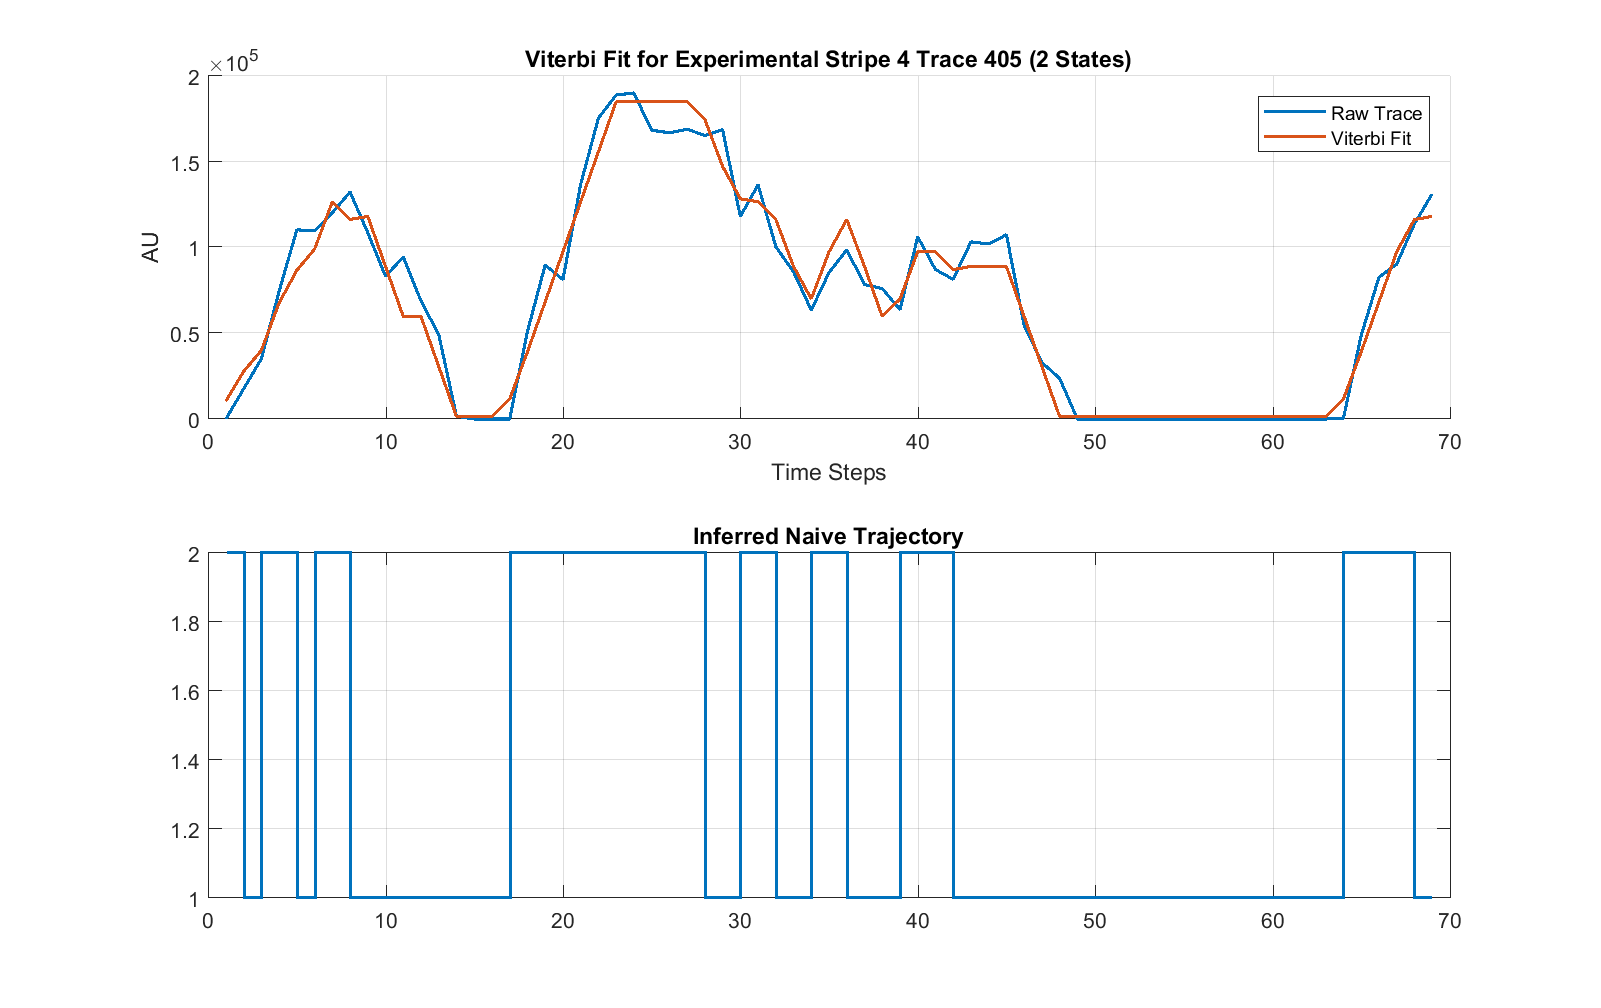 Viterbi Fit for Experimental Stripe 4 Trace 405 (2 States)
×10^5
2
1.5
1
0.5
0
AU
Raw Trace
Viterbi Fit
0 10 20 30 40 50 60 70
Time Steps
Inferred Naive Trajectory
2
1.8
1.6
1.4
1.2
1
0 10 20 30 40 50 60 70